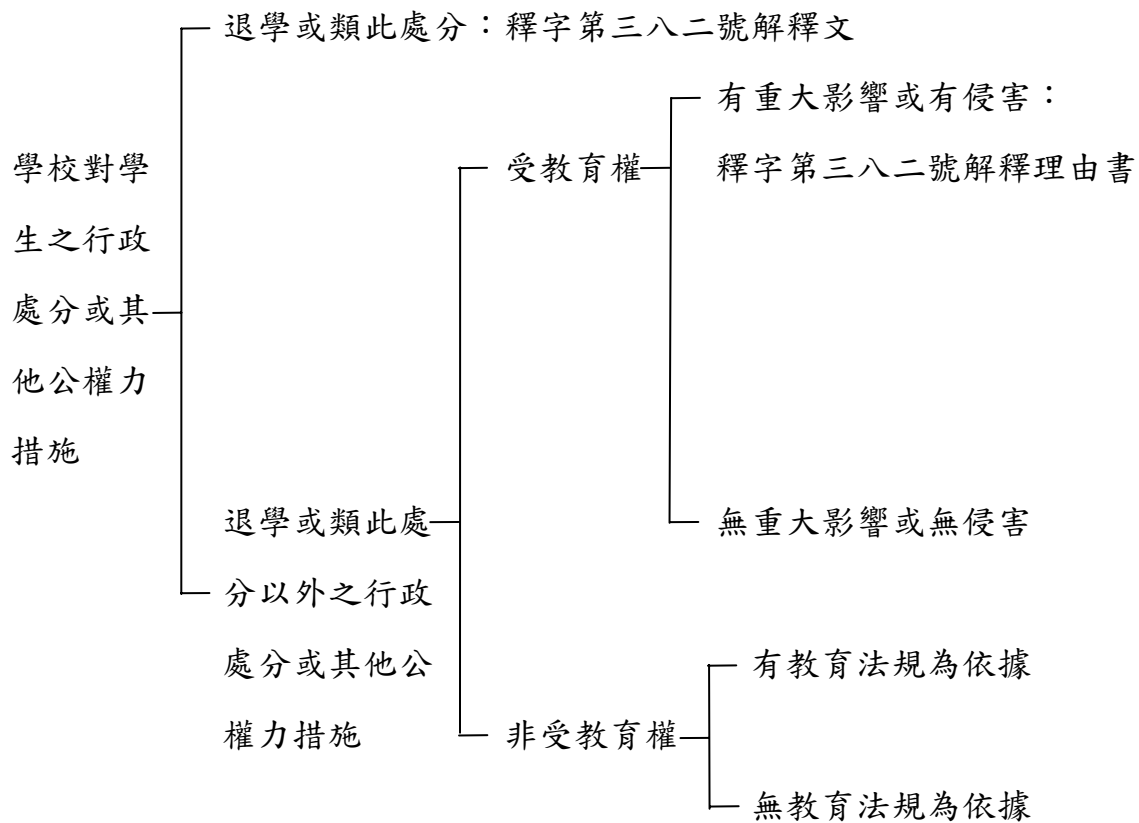 退學或類此處分：釋字第三八二號解釋文
有重大影響或有侵害：
釋字第三八二號解釋理由書
受教育權
學校對學
生之行政
處分或其
他公權力
措施
無重大影響或無侵害
退學或類此處
分以外之行政
處分或其他公
權力措施
有教育法規為依據
非受教育權
無教育法規為依據